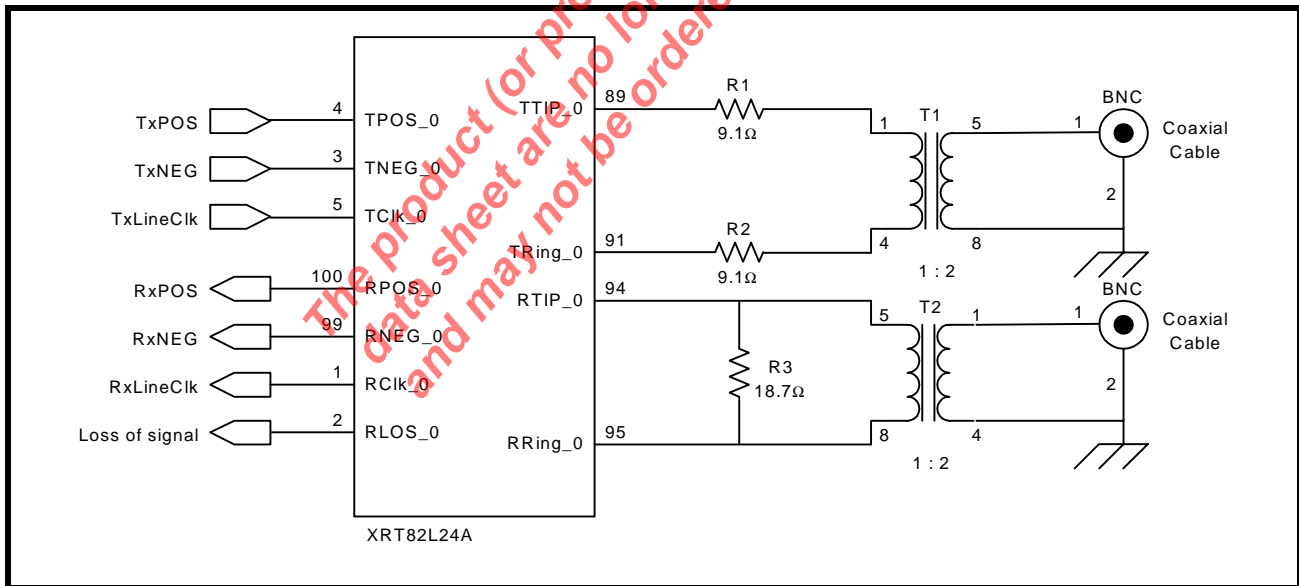 TxPOS
4
TPOS_0
TxNEG
3
TNEG_0
TxLineClk
5
TClk_0
RxPOS
100
RPOS_0
RxNEG
99
RNEG_0
RxLineClk
1
RClk_0
Loss of signal
2
RLOS_0
XRT82L24A
TTIP_0
89
R1
9.1Ω
TRing_0
91
R2
9.1Ω
RTIP_0
94
R3
18.7Ω
RRing_0
95
1
T1
5
4
8
1 : 2
BNC
1
Coaxial
Cable
2
5
T2
1
8
4
1 : 2
BNC
1
Coaxial
Cable
2
The product (or pro
data sheet are no lon
and may not be ordere